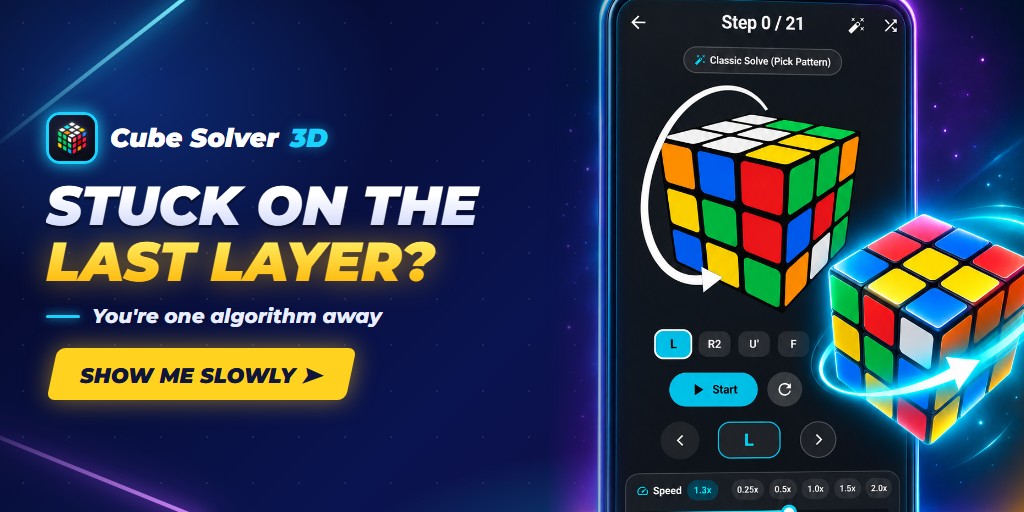 Cube Solver 3D
STUCK ON THE
LAST LAYER?
You're one algorithm away
SHOW ME SLOWLY ➤
Step 0 / 21
Classic Solve (Pick Pattern)
L R2 U' F
Start
L
Speed 1.3x 0.25x 0.5x 1.0x 1.5x 2.0x